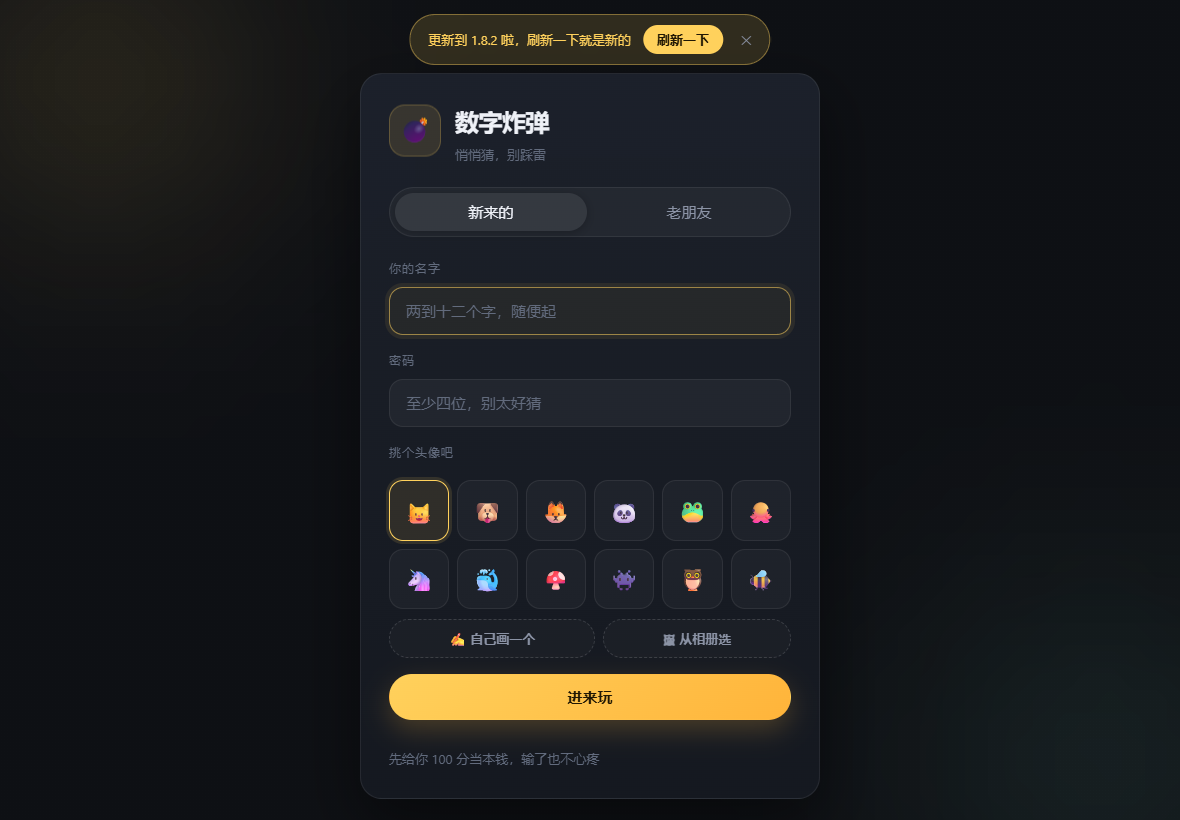 更新到 1.8.2 啦，刷新一下就是新的
刷新一下
数字炸弹
悄悄猜，别踩雷
新来的
老朋友
你的名字
两到十二个字，随便起
密码
至少四位，别太好猜
挑个头像吧
自己画一个
从相册选
进来玩
先给你 100 分当本钱，输了也不心疼